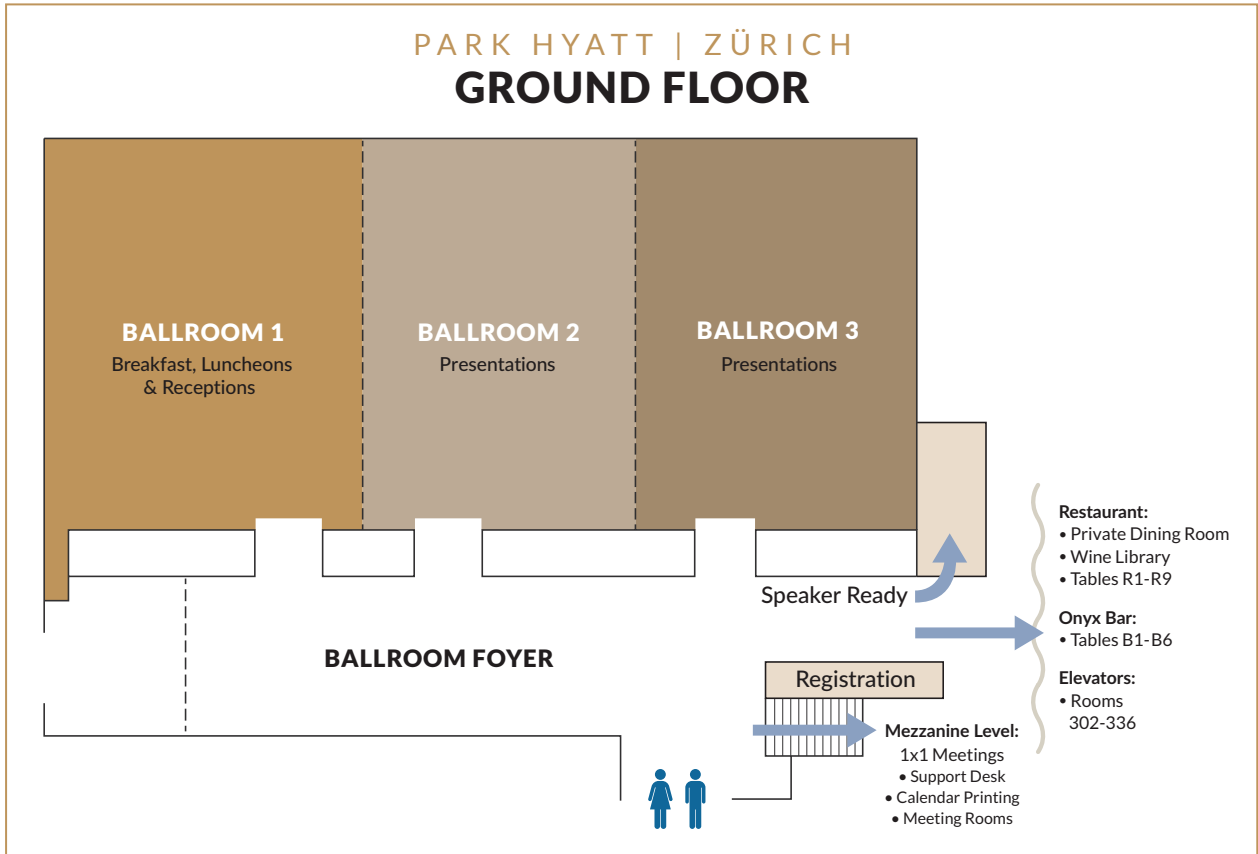 PARK HYATT | ZÜRICH
GROUND FLOOR
BALLROOM 1
Breakfast, Luncheons
& Receptions
BALLROOM 2
Presentations
BALLROOM 3
Presentations
Speaker Ready
BALLROOM FOYER
Registration
Restaurant:
• Private Dining Room
• Wine Library
• Tables R1-R9
Onyx Bar:
• Tables B1-B6
Elevators:
• Rooms
302-336
Mezzanine Level:
1x1 Meetings
• Support Desk
• Calendar Printing
• Meeting Rooms